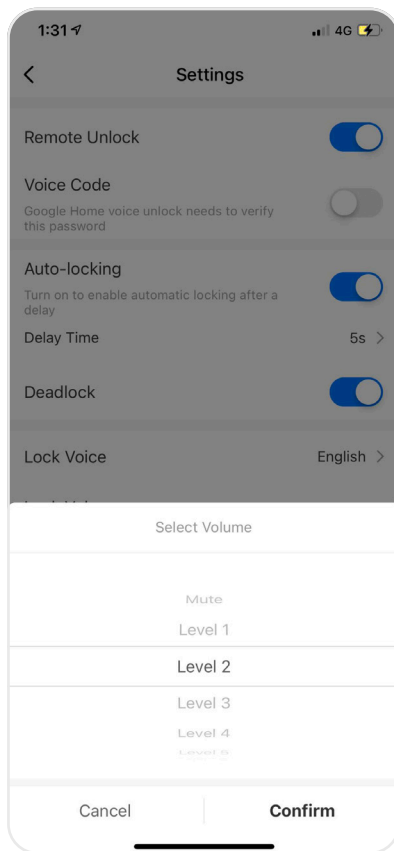 1:31
4G
Settings
Remote Unlock
Voice Code
Google Home voice unlock needs to verify
this password
Auto-locking
Turn on to enable automatic locking after a
delay
Delay Time 5s
Deadlock
Lock Voice English
Select Volume
Mute
Level 1
Level 2
Level 3
Level 4
Cancel Confirm